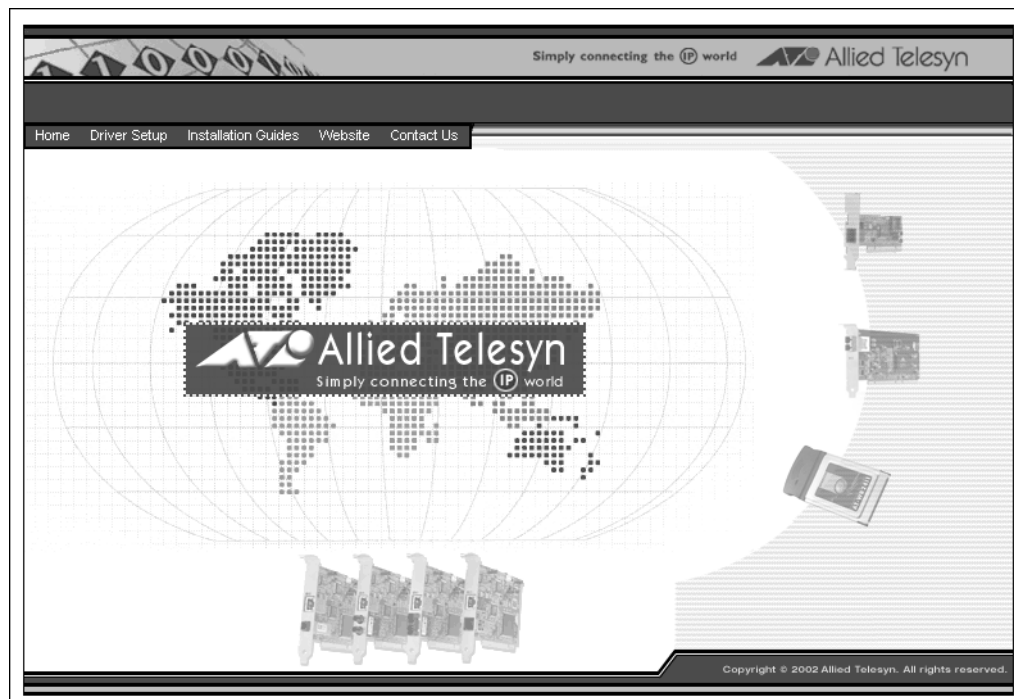 Simply connecting the IP world Allied Telesyn
Home Driver Setup Installation Guides Website Contact Us
Allied Telesyn
Simply connecting the IP world
Copyright © 2002 Allied Telesyn. All rights reserved.